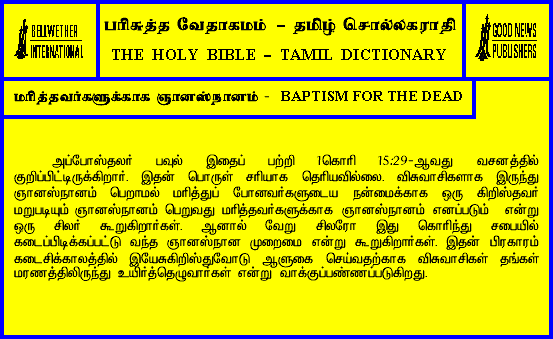 BELLWETHER
INTERNATIONAL
பரிசுத்த வேதாகமம் – தமிழ் சொல்லகராதி
THE HOLY BIBLE – TAMIL DICTIONARY
GOOD NEWS
PUBLISHERS
மரித்தவர்களுக்காக ஞானஸ்நானம் - BAPTISM FOR THE DEAD
அப்போஸ்தலர் பவுல் இதைப் பற்றி 1கொரி 15:29-ஆவது வசனத்தில்
குறிப்பிட்டிருக்கிறார். இதன் பொருள் சரியாக தெரியவில்லை. விசுவாசிகளாக இருந்து
ஞானஸ்நானம் பெறாமல் மரித்துப் போனவர்களுடைய நன்மைக்காக ஒரு கிறிஸ்தவர்
மறுபடியும் ஞானஸ்நானம் பெறுவது மரித்தவர்களுக்காக ஞானஸ்நானம் எனப்படும் என்று
ஒரு சிலர் கூறுகிறார்கள். ஆனால் வேறு சிலரோ இது கொரிந்து சபையில்
கடைப்பிடிக்கப்பட்டு வந்த ஞானஸ்நான முறைமை என்று கூறுகிறார்கள். இதன் பிரகாரம்
கடைசிக்காலத்தில் இயேசுகிறிஸ்துவோடு ஆளுகை செய்வதற்காக விசுவாசிகள் தங்கள்
மரணத்திலிருந்து உயிர்த்தெழுவார்கள் என்று வாக்குப்பண்ணப்படுகிறது.